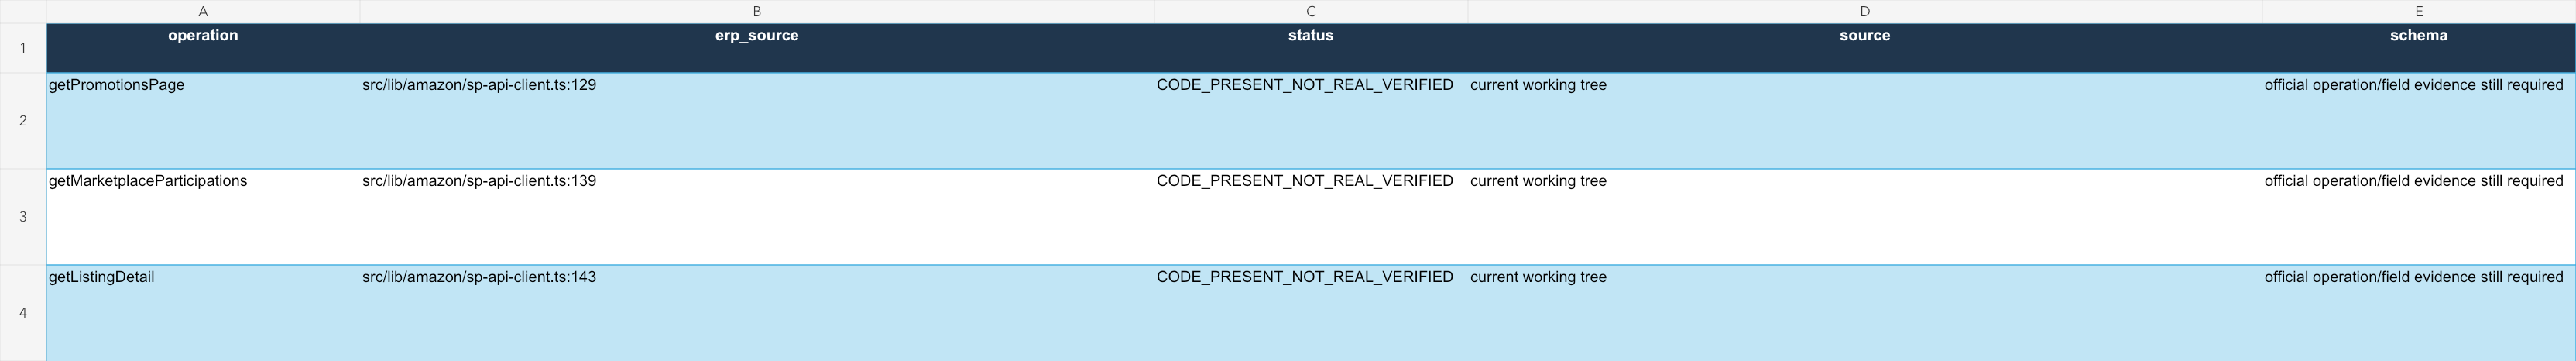 A B C D E
1 operation erp_source status source schema
2 getPromotionsPage src/lib/amazon/sp-api-client.ts:129 CODE_PRESENT_NOT_REAL_VERIFIED current working tree official operation/field evidence still required
3 getMarketplaceParticipations src/lib/amazon/sp-api-client.ts:139 CODE_PRESENT_NOT_REAL_VERIFIED current working tree official operation/field evidence still required
4 getListingDetail src/lib/amazon/sp-api-client.ts:143 CODE_PRESENT_NOT_REAL_VERIFIED current working tree official operation/field evidence still required